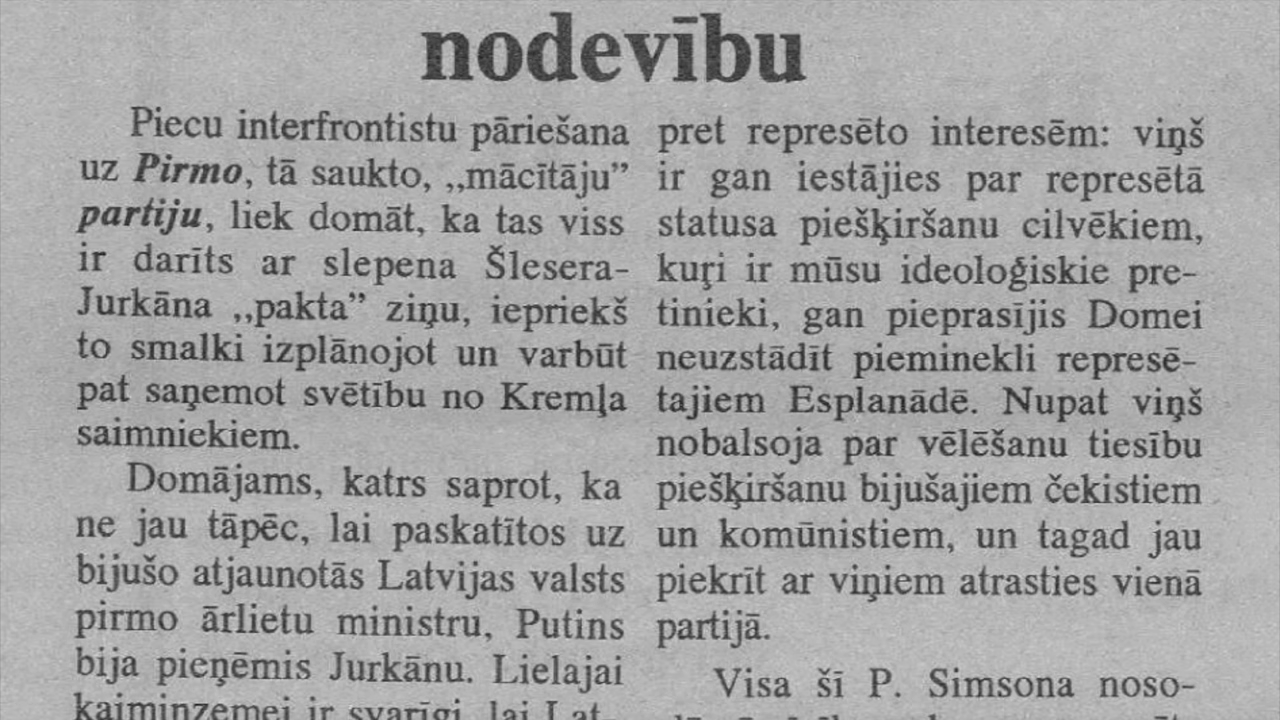 nodevību
Piecu interfrontistu pāriešana
uz Pirmo, tā saukto, ,,mācītāju”
partiju, liek domāt, ka tas viss
ir darīts ar slepena Šlesera-
Jurkāna ,,pakta” ziņu, iepriekš
to smalki izplānojot un varbūt
pat saņemot svētību no Kremļa
saimniekiem.
Domājams, katrs saprot, ka
ne jau tāpēc, lai paskatītos uz
bijušo atjaunotās Latvijas valsts
pirmo ārlietu ministru, Putins
bija pieņēmis Jurkānu. Lielajai
kaimiņzemei ir svarīgi, lai Lat-
pret represēto interesēm: viņš
ir gan iestājies par represētā
statusa piešķiršanu cilvēkiem,
kuŗi ir mūsu ideoloģiskie pre-
tinieki, gan pieprasījis Domei
neuzstādīt pieminekli represē-
tajiem Esplanādē. Nupat viņš
nobalsoja par vēlēšanu tiesību
piešķiršanu bijušajiem čekistiem
un komūnistiem, un tagad jau
piekrīt ar viņiem atrasties vienā
partijā.
Visa šī P. Simsona noso-